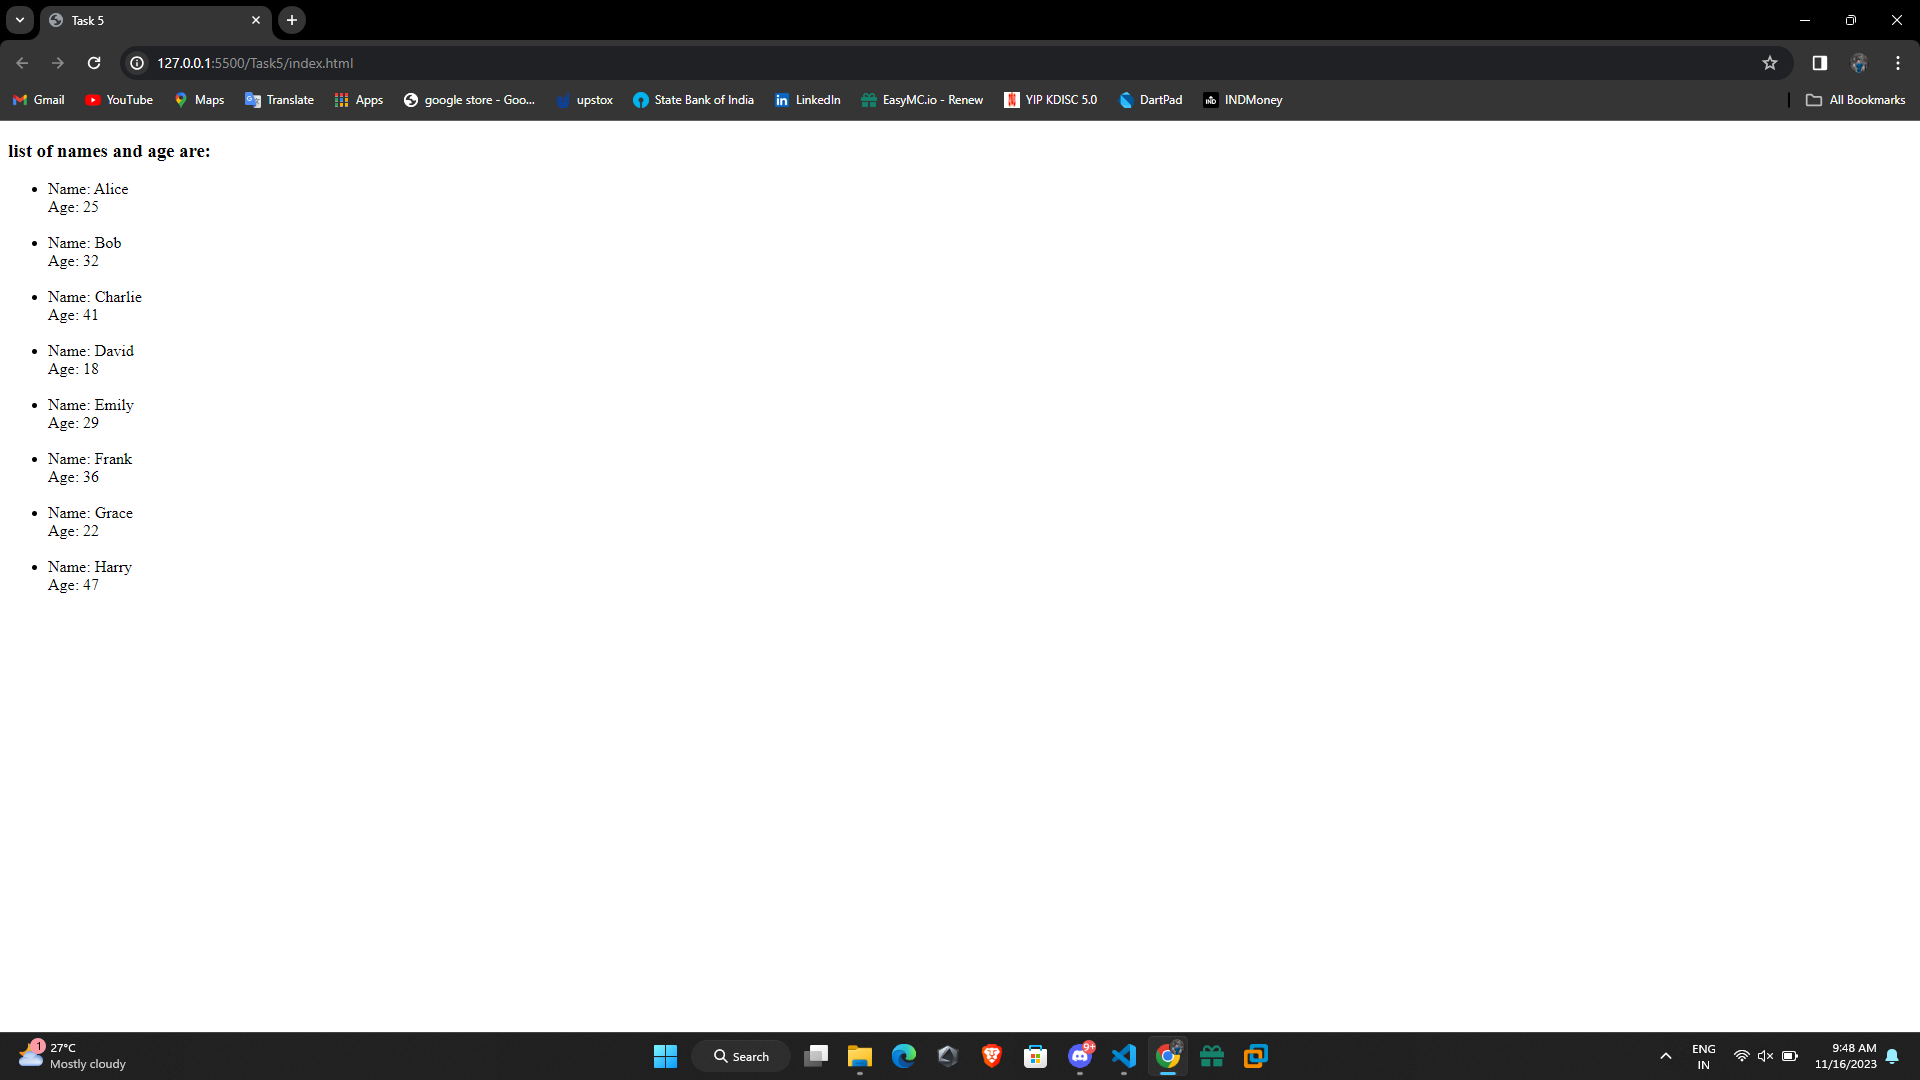 Task 5
127.0.0.1:5500/Task5/index.html
Gmail YouTube Maps Translate Apps google store - Goo... upstox State Bank of India LinkedIn EasyMC.io - Renew YIP KDISC 5.0 DartPad INDMoney All Bookmarks
list of names and age are:
Name: Alice
Age: 25
Name: Bob
Age: 32
Name: Charlie
Age: 41
Name: David
Age: 18
Name: Emily
Age: 29
Name: Frank
Age: 36
Name: Grace
Age: 22
Name: Harry
Age: 47
1
27°C
Mostly cloudy
Search
9+
ENG
IN
9:48 AM
11/16/2023